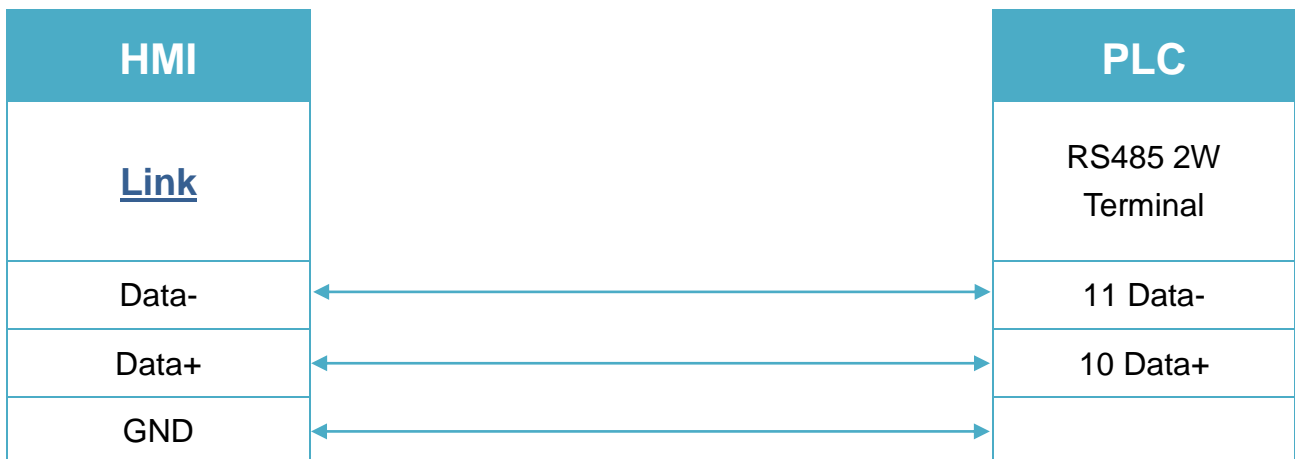 HMI
PLC
Link
RS485 2W
Terminal
Data-
11 Data-
Data+
10 Data+
GND